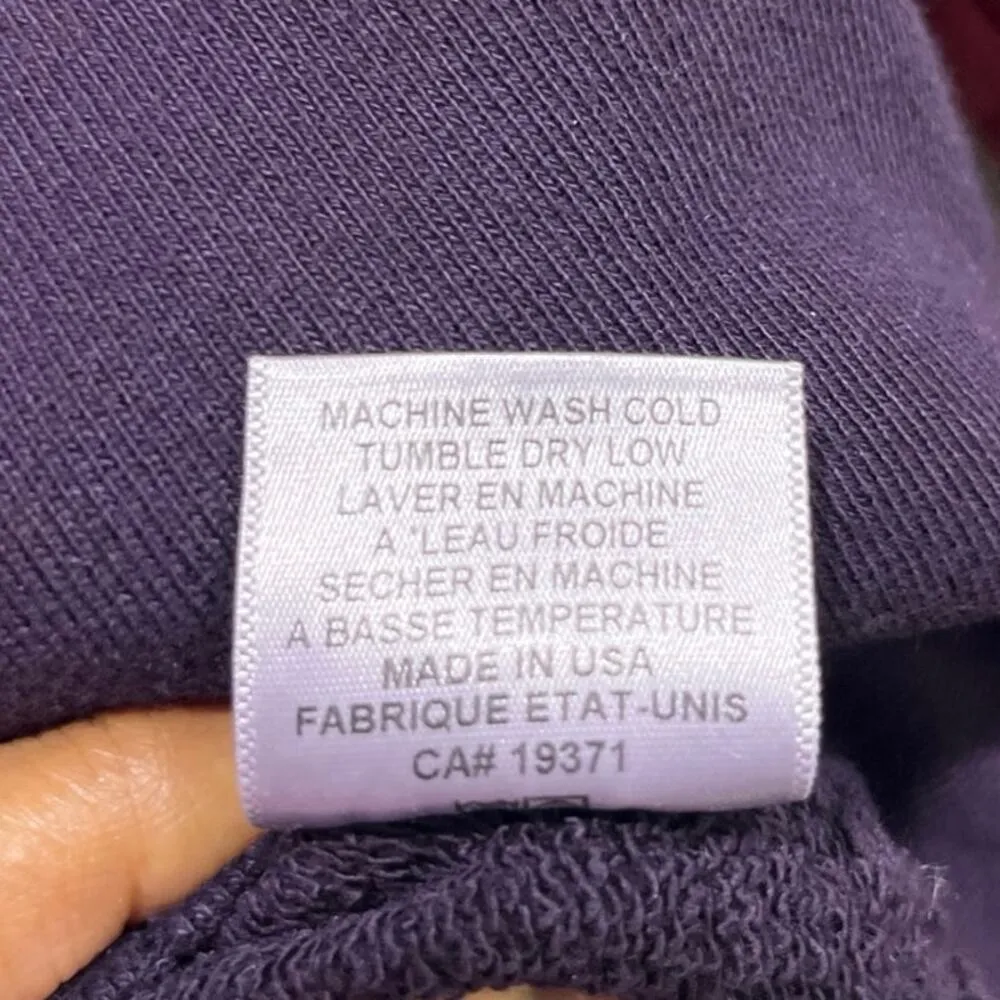 MACHINE WASH COLD
TUMBLE DRY LOW
LAVER EN MACHINE
A 'LEAU FROIDE
SECHER EN MACHINE
A BASSE TEMPERATURE
MADE IN USA
FABRIQUE ETAT-UNIS
CA# 19371